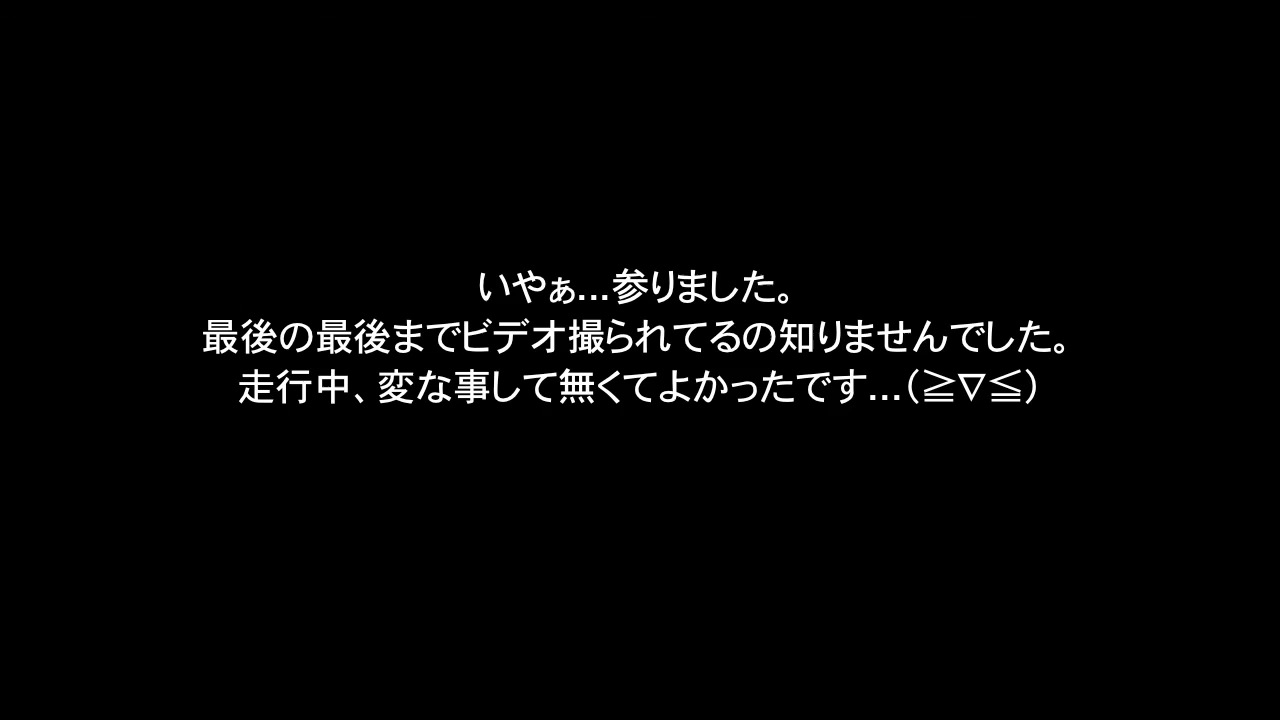 いやぁ...参りました。
最後の最後までビデオ撮られてるの知りませんでした。
走行中、変な事して無くてよかったです...(≧∇≦)